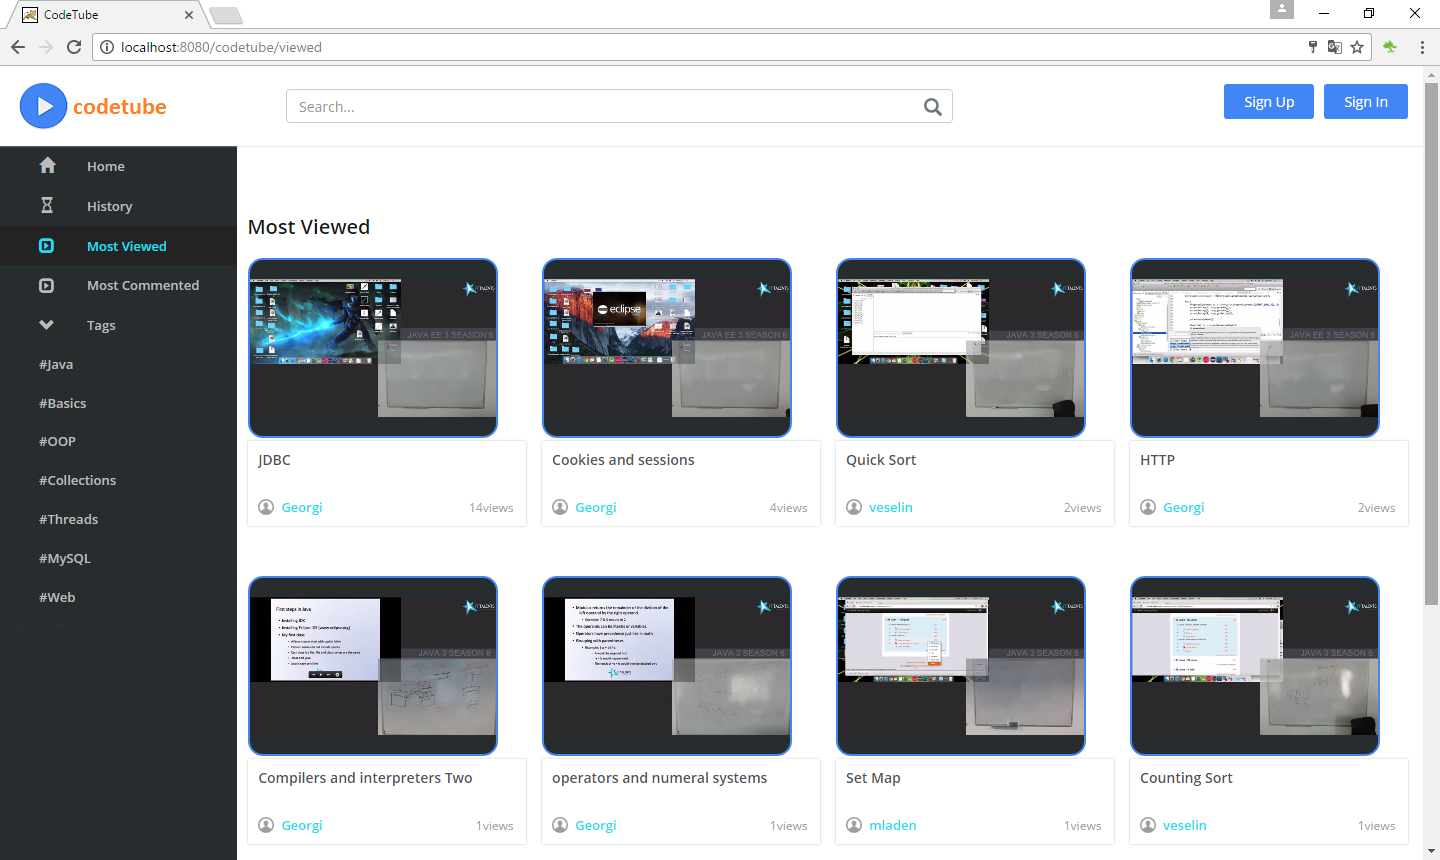 CodeTube
localhost:8080/codetube/viewed
codetube
Search...
Sign Up
Sign In
Home
History
Most Viewed
Most Commented
Tags
#Java
#Basics
#OOP
#Collections
#Threads
#MySQL
#Web
Most Viewed
JAVA EE 3 SEASON 6
eclipse
JAVA EE 3 SEASON 6
JAVA 3 SEASON 6
JAVA EE 3 SEASON 6
JDBC
Georgi
14views
Cookies and sessions
Georgi
4views
Quick Sort
veselin
2views
HTTP
Georgi
2views
First steps in Java
JAVA 3 SEASON 6
JAVA 3 SEASON 6
JAVA 3 SEASON 6
JAVA 3 SEASON 6
Compilers and interpreters Two
Georgi
1views
operators and numeral systems
Georgi
1views
Set Map
mladen
1views
Counting Sort
veselin
1views